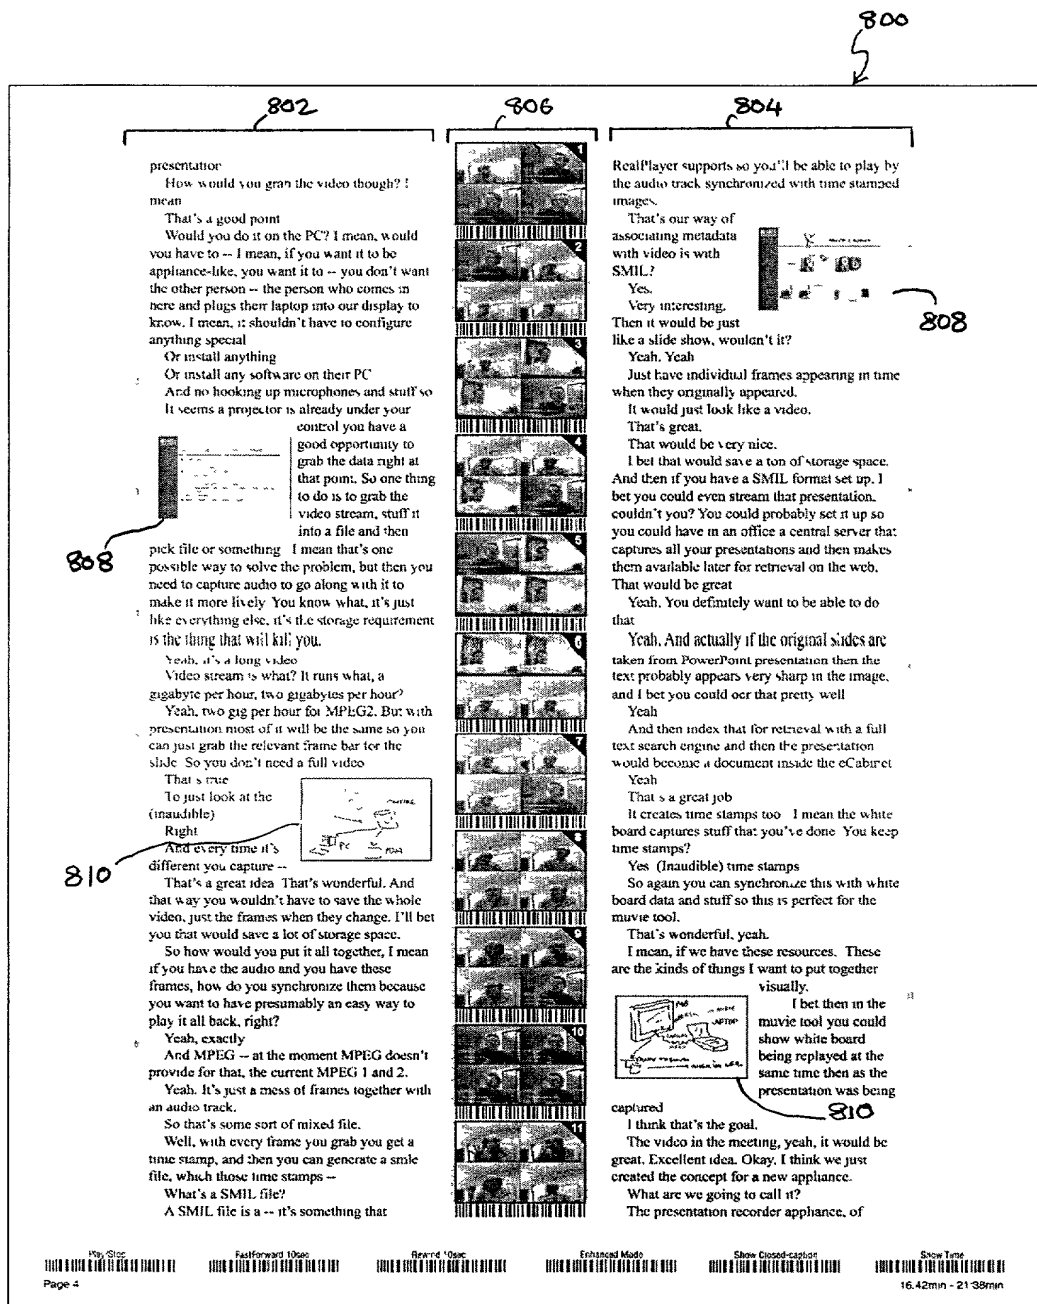 800
802
806
804
presentation
How would you grab the video though? I
mean
That's a good point
Would you do it on the PC? I mean, would
you have to -- I mean, if you want it to be
appliance-like, you want it to -- you don't want
the other person -- the person who comes in
here and plugs their laptop into our display to
know. I mean, it shouldn't have to configure
anything special
Or install anything
Or install any software on their PC
And no hooking up microphones and stuff so
It seems a projector is already under your
control you have a
good opportunity to
grab the data right at
that point. So one thing
to do is to grab the
video stream, stuff it
into a file and then
808
pick file or something I mean that's one
possible way to solve the problem, but then you
need to capture audio to go along with it to
make it more lively You know what, it's just
like everything else, it's the storage requirement
is the thing that will kill you.
Yeah, it's a long video
Video stream is what? It runs what, a
gigabyte per hour, two gigabytes per hour?
Yeah, two gig per hour for MPEG2. But with
presentation most of it will be the same so you
can just grab the relevant frame bar for the
slide So you don't need a full video
That's true
To just look at the
(inaudible)
Right
And every time it's
different you capture --
PC
PDA
810
That's a great idea That's wonderful. And
that way you wouldn't have to save the whole
video, just the frames when they change. I'll bet
you that would save a lot of storage space.
So how would you put it all together, I mean
if you have the audio and you have these
frames, how do you synchronize them because
you want to have presumably an easy way to
play it all back, right?
Yeah, exactly
And MPEG -- at the moment MPEG doesn't
provide for that, the current MPEG 1 and 2.
Yeah. It's just a mess of frames together with
an audio track.
So that's some sort of mixed file.
Well, with every frame you grab you get a
time stamp, and then you can generate a smile
file, which those time stamps --
What's a SMIL file?
A SMIL file is a -- it's something that
1
2
3
4
5
6
7
8
9
10
11
RealPlayer supports so you'll be able to play by
the audio track synchronized with time stamped
images.
That's our way of
associating metadata
with video is with
SMIL?
Yes.
Very interesting.
Then it would be just
808
like a slide show, wouldn't it?
Yeah. Yeah
Just have individual frames appearing in time
when they originally appeared.
It would just look like a video.
That's great.
That would be very nice.
I bet that would save a ton of storage space.
And then if you have a SMIL format set up, I
bet you could even stream that presentation,
couldn't you? You could probably set it up so
you could have in an office a central server that
captures all your presentations and then makes
them available later for retrieval on the web.
That would be great
Yeah. You definitely want to be able to do
that
Yeah. And actually if the original slides are
taken from PowerPoint presentation then the
text probably appears very sharp in the image,
and I bet you could ocr that pretty well
Yeah
And then index that for retrieval with a full
text search engine and then the presentation
would become a document inside the eCabinet
Yeah
That's a great job
It creates time stamps too I mean the white
board captures stuff that you've done You keep
time stamps?
Yes (Inaudible) time stamps
So again you can synchronize this with white
board data and stuff so this is perfect for the
muvie tool.
That's wonderful, yeah.
I mean, if we have these resources. These
are the kinds of things I want to put together
visually.
I bet then in the
muvie tool you could
show white board
being replayed at the
same time then as the
presentation was being
LAPTOP
810
captured
I think that's the goal.
The video in the meeting, yeah, it would be
great. Excellent idea. Okay, I think we just
created the concept for a new appliance.
What are we going to call it?
The presentation recorder appliance, of
Play/Stop
FastForward 10sec
Rewind 10sec
Enhanced Mode
Show Closed-caption
Show Time
Page 4
16.42min - 21.38min